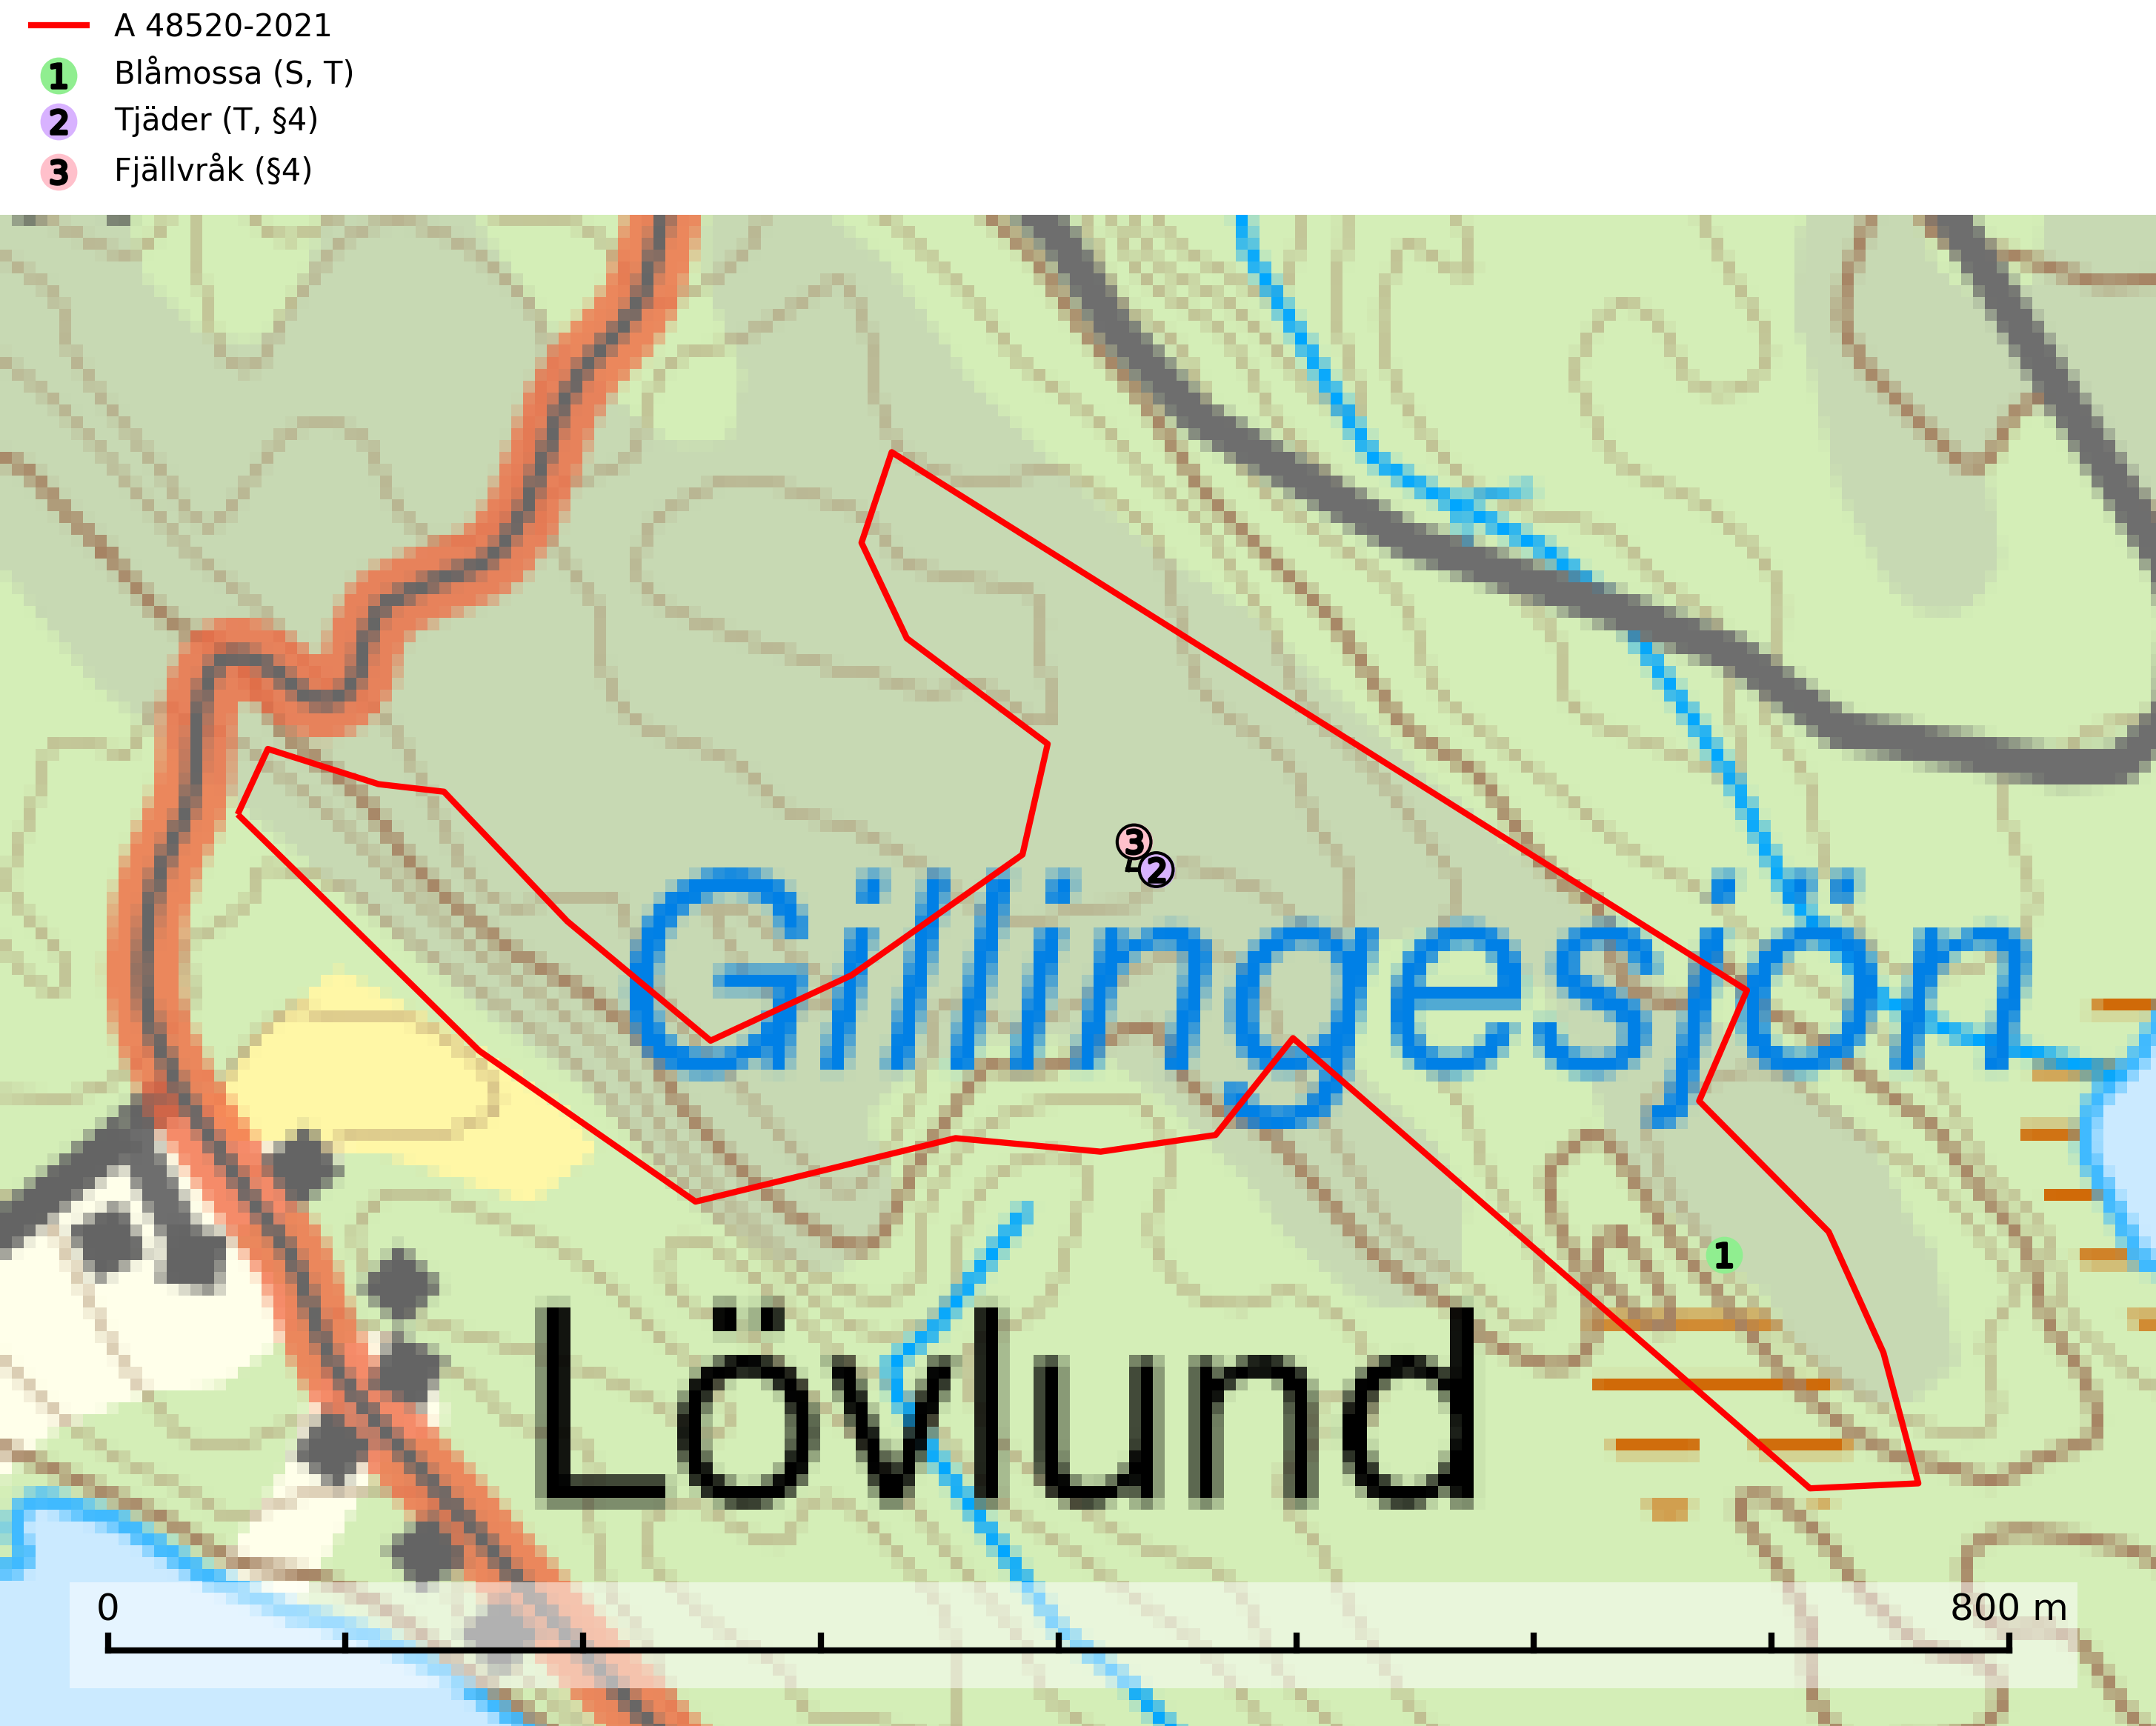 A 48520-2021
1 Blåmossa (S, T)
2 Tjäder (T, §4)
3 Fjällvråk (§4)
3
2
Gillingesjön
1
Lövlund
0 800 m